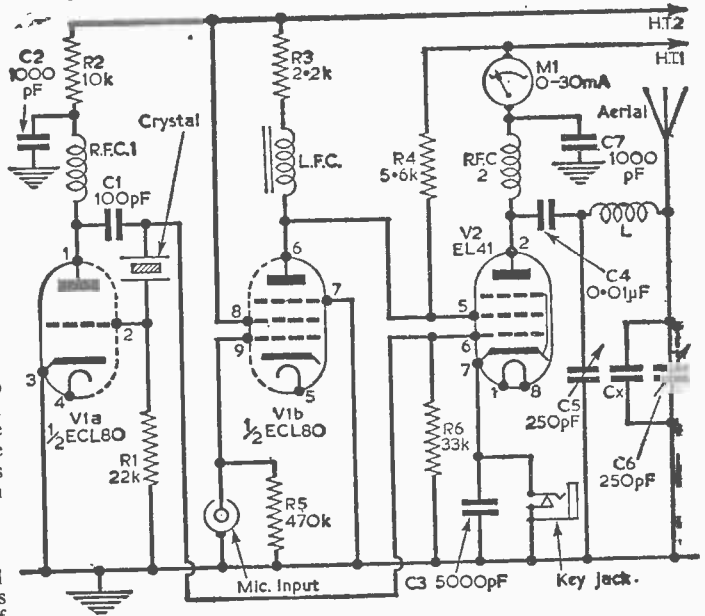 H.T.2
H.T.1
C2
1000
pF
R2
10k
R.F.C.1
C1
100pF
Crystal
R3
2·2k
L.F.C.
R4
5·6k
M1
0-30mA
Aerial
RFC
2
C7
1000
pF
V2
EL41
L
C4
0·01µF
1
2
3
4
V1a
½ECL80
R1
22k
6
7
8
9
5
V1b
½ECL80
R5
470k
Mic. Input
2
5
6
7
1
8
R6
33k
C3 5000pF
Key jack.
C5
250pF
Cx
C6
250pF